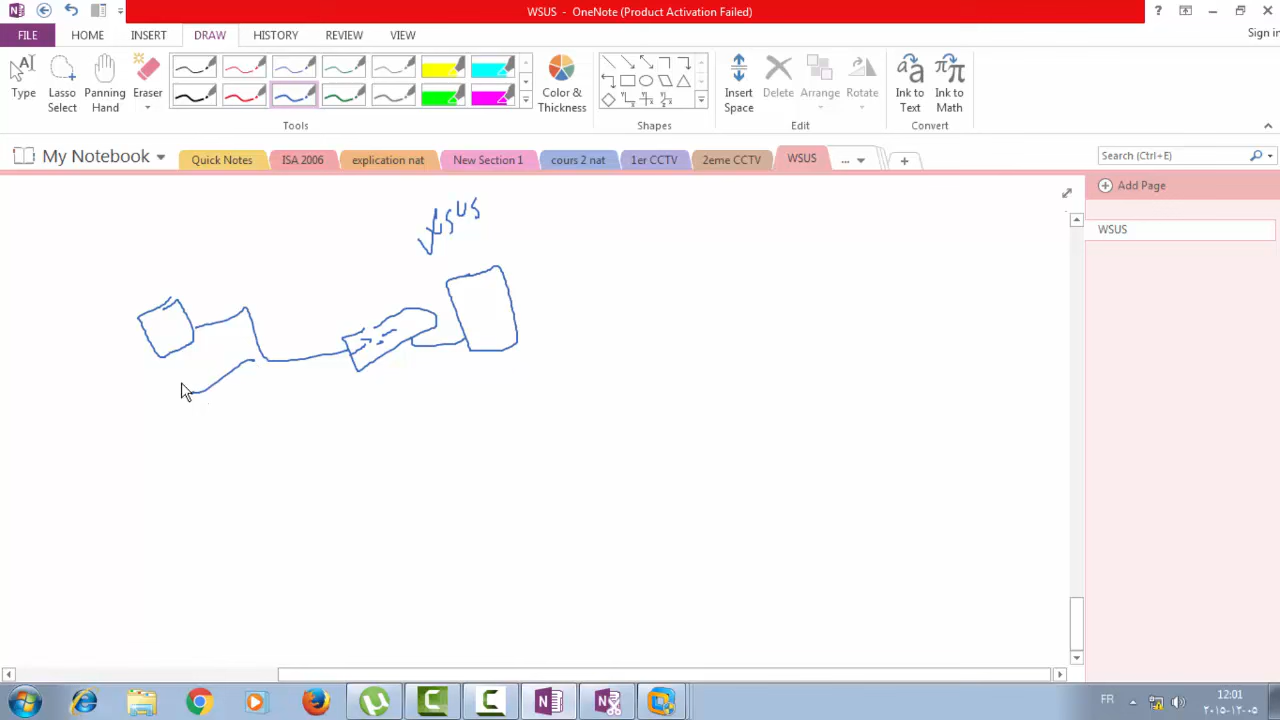 WSUS - OneNote (Product Activation Failed)
?
FILE HOME INSERT DRAW HISTORY REVIEW VIEW
Sign in
Type
Lasso Select
Panning Hand
Eraser
Color & Thickness
Insert Space
Delete
Arrange
Rotate
Ink to Text
Ink to Math
Tools
Shapes
Edit
Convert
My Notebook
Quick Notes ISA 2006 explication nat New Section 1 cours 2 nat 1er CCTV 2eme CCTV WSUS ...
Search (Ctrl+E)
Add Page
WSUS
WSUS
FR
12:01
٢٠١٥-١٢-٠٥